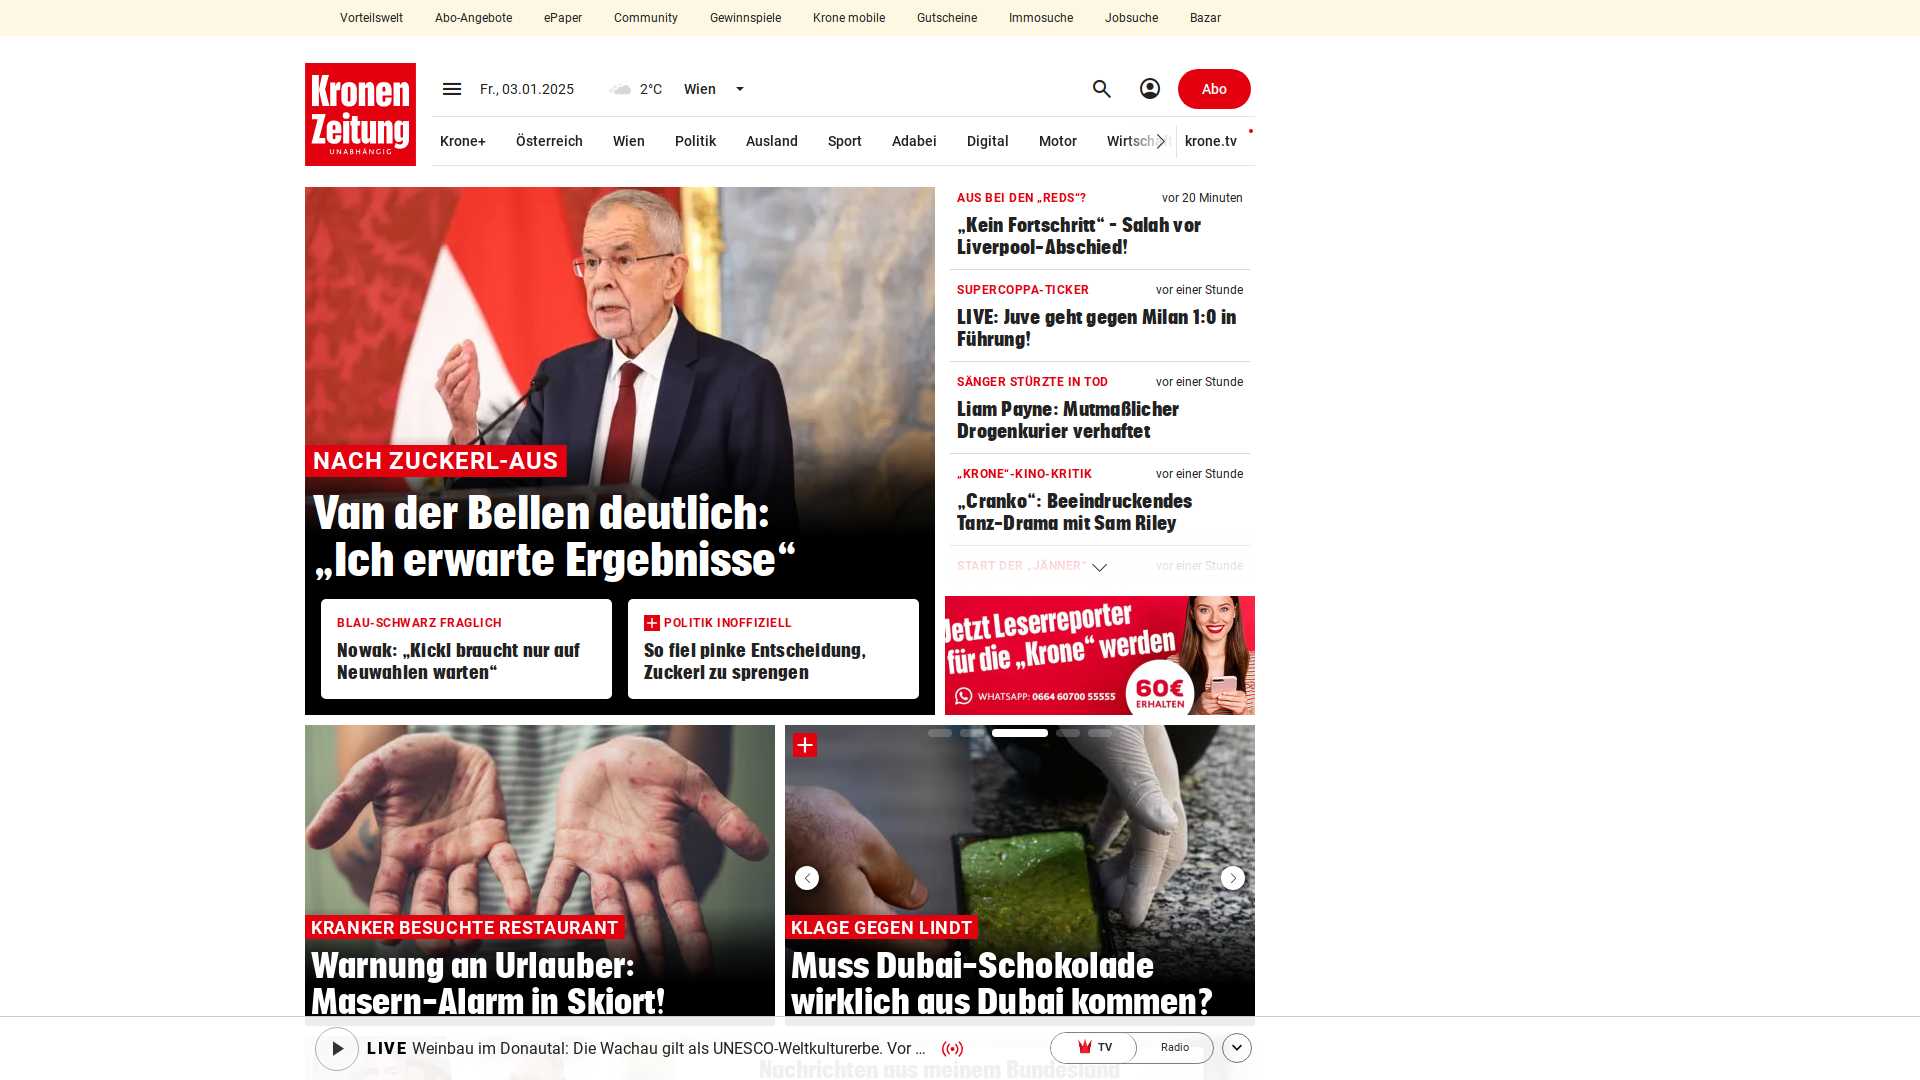 Vorteilswelt Abo-Angebote ePaper Community Gewinnspiele Krone mobile Gutscheine Immosuche Jobsuche Bazar
Kronen
Zeitung
UNABHÄNGIG
Fr., 03.01.2025 2°C Wien Abo
Krone+ Österreich Wien Politik Ausland Sport Adabei Digital Motor krone.tv
NACH ZUCKERL-AUS
Van der Bellen deutlich:
„Ich erwarte Ergebnisse“
BLAU-SCHWARZ FRAGLICH
Nowak: „Kickl braucht nur auf
Neuwahlen warten“
POLITIK INOFFIZIELL
So fiel pinke Entscheidung,
Zuckerl zu sprengen
AUS BEI DEN „REDS“? vor 20 Minuten
„Kein Fortschritt“ – Salah vor
Liverpool-Abschied!
SUPERCOPPA-TICKER vor einer Stunde
LIVE: Juve geht gegen Milan 1:0 in
Führung!
SÄNGER STÜRZTE IN TOD vor einer Stunde
Liam Payne: Mutmaßlicher
Drogenkurier verhaftet
„KRONE“-KINO-KRITIK vor einer Stunde
„Cranko“: Beeindruckendes
Tanz-Drama mit Sam Riley
START DER „JÄNNER“ vor einer Stunde
Jetzt Leserreporter
für die „Krone“ werden
WHATSAPP: 0664 60700 55555
60€
ERHALTEN
KRANKER BESUCHTE RESTAURANT
Warnung an Urlauber:
Masern-Alarm in Skiort!
KLAGE GEGEN LINDT
Muss Dubai-Schokolade
wirklich aus Dubai kommen?
LIVE Weinbau im Donautal: Die Wachau gilt als UNESCO-Weltkulturerbe. Vor ...
TV Radio
Nachrichten aus meinem Bundesland